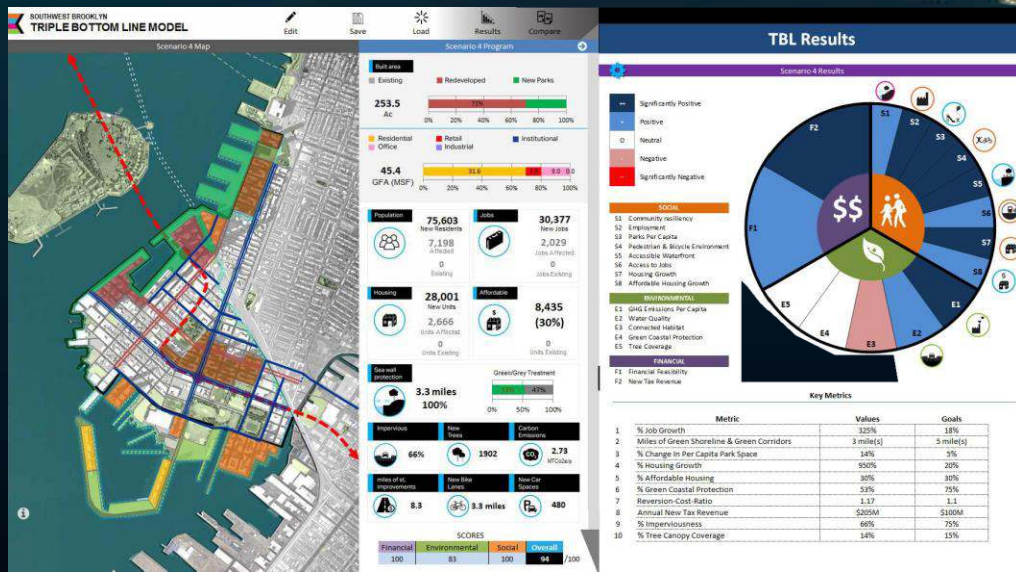 SOUTHWEST BROOKLYN
TRIPLE BOTTOM LINE MODEL
Edit
Save
Load
Results
Compare
Scenario 4 Map
Scenario 4 Program
Built area
Existing
Redeveloped
New Parks
253.5
Ac
71%
0% 20% 40% 60% 80% 100%
Residential
Retail
Institutional
Office
Industrial
45.4
GFA (MSF)
31.6
9.0 0.0
0% 20% 40% 60% 80% 100%
Population
75,603
New Residents
7,198
Affected
0
Existing
Jobs
30,377
New Jobs
2,029
Jobs Affected
0
Jobs Existing
Housing
28,001
New Units
2,666
Units Affected
0
Units Existing
Affordable
8,435
(30%)
0
Units Existing
Sea wall
protection
3.3 miles
100%
Green/Grey Treatment
53% 47%
0% 50% 100%
Impervious
66%
New
Trees
1902
Carbon
Emissions
CO2
2.73
MTCo2e/p
miles of st.
improvements
8.3
New Bike
Lanes
3.3 miles
New Car
Spaces
480
SCORES
Financial Environmental Social Overall
100 83 100 94 /100
TBL Results
Scenario 4 Results
++ Significantly Positive
+ Positive
O Neutral
- Negative
-- Significantly Negative
SOCIAL
S1 Community resiliency
S2 Employment
S3 Parks Per Capita
S4 Pedestrian & Bicycle Environment
S5 Accessible Waterfront
S6 Access to Jobs
S7 Housing Growth
S8 Affordable Housing Growth
ENVIRONMENTAL
E1 GHG Emissions Per Capita
E2 Water Quality
E3 Connected Habitat
E4 Green Coastal Protection
E5 Tree Coverage
FINANCIAL
F1 Financial Feasibility
F2 New Tax Revenue
S1
S2
S3
S4
S5
S6
S7
S8
E1
E2
E3
E4
E5
F1
F2
$$
Key Metrics
Metric Values Goals
1 % Job Growth 325% 18%
2 Miles of Green Shoreline & Green Corridors 3 mile(s) 5 mile(s)
3 % Change In Per Capita Park Space 14% 5%
4 % Housing Growth 950% 20%
5 % Affordable Housing 30% 30%
6 % Green Coastal Protection 53% 75%
7 Reversion-Cost-Ratio 1.17 1.1
8 Annual New Tax Revenue $205M $100M
9 % Imperviousness 66% 75%
10 % Tree Canopy Coverage 14% 15%